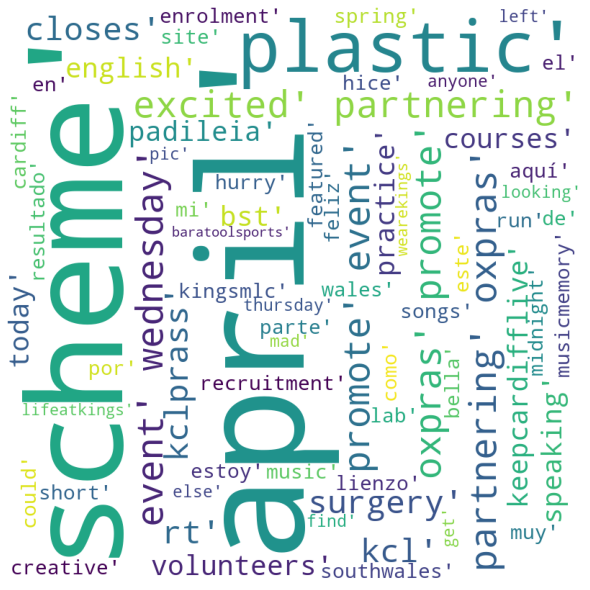 closes'
enrolment'
spring'
left'
site'
plastic'
en'
english'
hice'
anyone'
el'
scheme'
april'
excited'
partnering'
cardiff'
resultado'
padileia'
pic'
hurry'
featured'
feliz'
promote'
event'
practice'
wearekings'
promote'
courses'
oxpras'
aquí'
looking'
mi'
bst'
run'
de'
baratoolsports'
wednesday'
event'
kclprass'
kingsmlc'
wales'
thursday'
songs'
este'
today'
parte'
mad'
como'
oxpras'
bella'
partnering'
keepcardifflive'
speaking'
midnight'
musicmemory'
por'
recruitment'
lifeatkings'
lab'
could'
short'
estoy'
music'
lienzo'
else'
surgery'
find'
get'
rt'
kcl'
muy'
creative'
volunteers'
southwales'
'
'